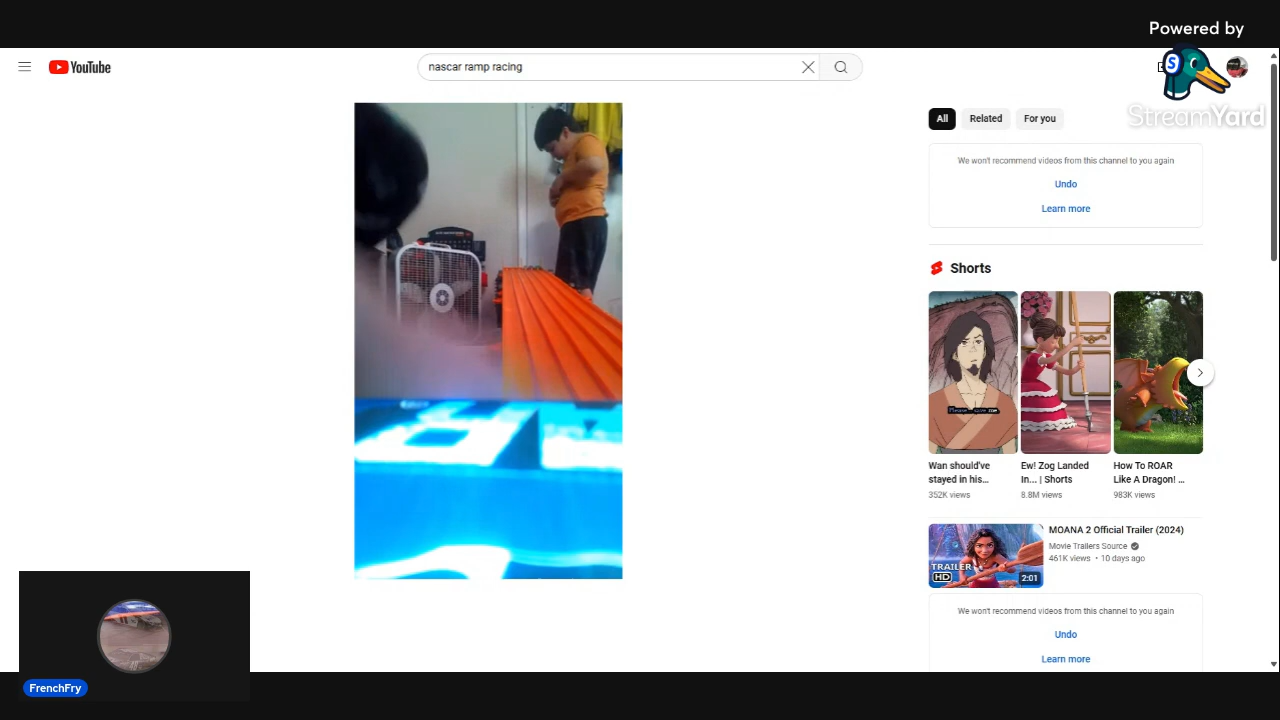 Powered by
YouTube
nascar ramp racing
S
StreamYard
All
Related
For you
We won't recommend videos from this channel to you again
Undo
Learn more
Shorts
Please save me
Wan should've
stayed in his…
352K views
Ew! Zog Landed
In... | Shorts
8.8M views
How To ROAR
Like A Dragon! …
983K views
TRAILER
HD
2:01
MOANA 2 Official Trailer (2024)
Movie Trailers Source
461K views • 10 days ago
We won't recommend videos from this channel to you again
Undo
Learn more
FrenchFry